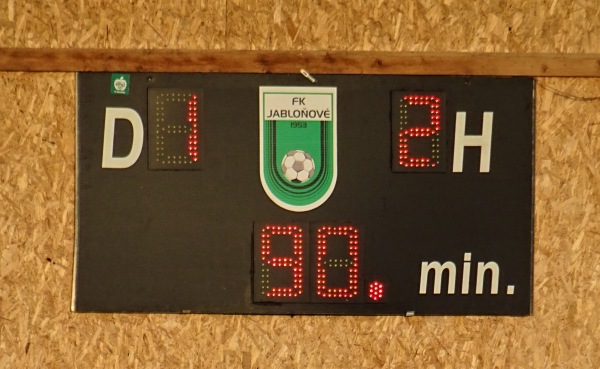 D 1
FK
JABLOŇOVÉ
1953
2 H
90. min.